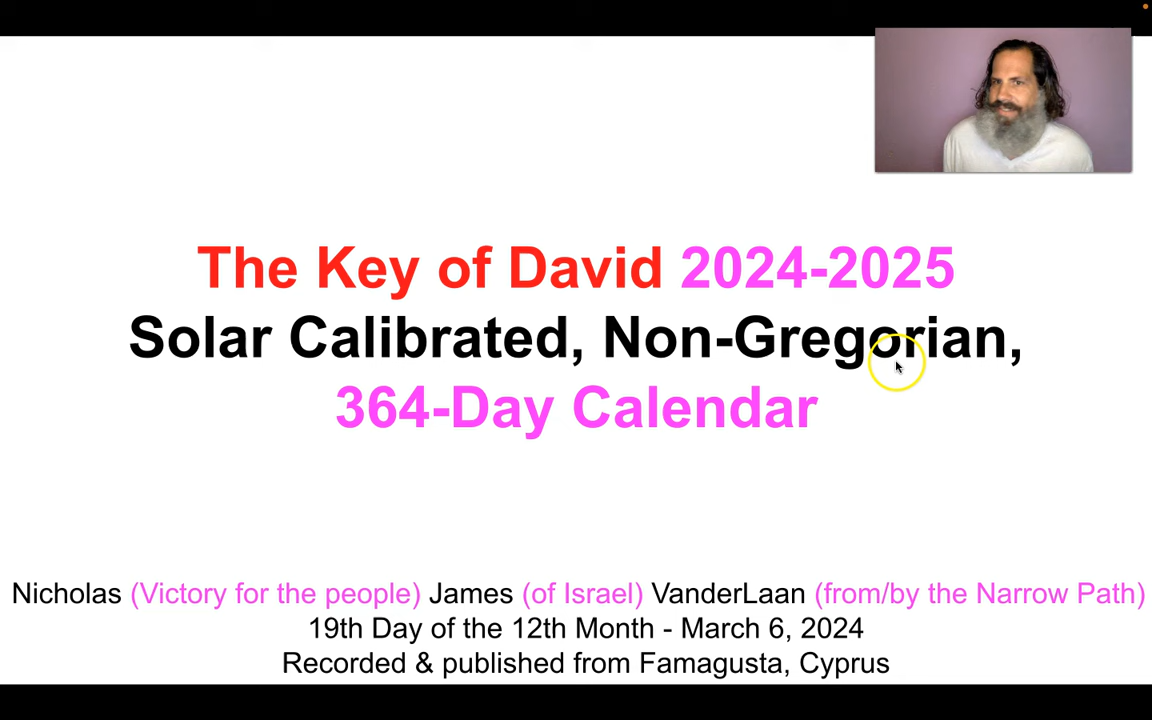 The Key of David 2024-2025
Solar Calibrated, Non-Gregorian,
364-Day Calendar
Nicholas (Victory for the people) James (of Israel) VanderLaan (from/by the Narrow Path)
19th Day of the 12th Month - March 6, 2024
Recorded & published from Famagusta, Cyprus